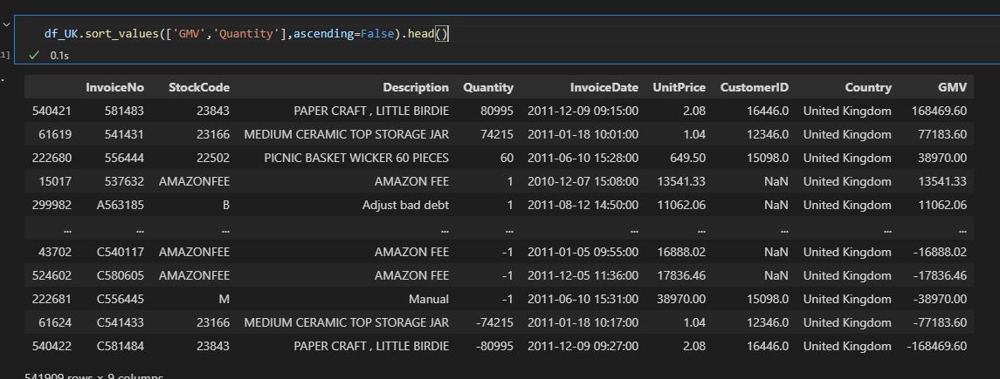 df_UK.sort_values(['GMV','Quantity'],ascending=False).head()
1]
0.1s
InvoiceNo StockCode Description Quantity InvoiceDate UnitPrice CustomerID Country GMV
540421 581483 23843 PAPER CRAFT , LITTLE BIRDIE 80995 2011-12-09 09:15:00 2.08 16446.0 United Kingdom 168469.60
61619 541431 23166 MEDIUM CERAMIC TOP STORAGE JAR 74215 2011-01-18 10:01:00 1.04 12346.0 United Kingdom 77183.60
222680 556444 22502 PICNIC BASKET WICKER 60 PIECES 60 2011-06-10 15:28:00 649.50 15098.0 United Kingdom 38970.00
15017 537632 AMAZONFEE AMAZON FEE 1 2010-12-07 15:08:00 13541.33 NaN United Kingdom 13541.33
299982 A563185 B Adjust bad debt 1 2011-08-12 14:50:00 11062.06 NaN United Kingdom 11062.06
... ... ... ... ... ... ... ... ... ...
43702 C540117 AMAZONFEE AMAZON FEE -1 2011-01-05 09:55:00 16888.02 NaN United Kingdom -16888.02
524602 C580605 AMAZONFEE AMAZON FEE -1 2011-12-05 11:36:00 17836.46 NaN United Kingdom -17836.46
222681 C556445 M Manual -1 2011-06-10 15:31:00 38970.00 15098.0 United Kingdom -38970.00
61624 C541433 23166 MEDIUM CERAMIC TOP STORAGE JAR -74215 2011-01-18 10:17:00 1.04 12346.0 United Kingdom -77183.60
540422 C581484 23843 PAPER CRAFT , LITTLE BIRDIE -80995 2011-12-09 09:27:00 2.08 16446.0 United Kingdom -168469.60
541909 rows × 9 columns